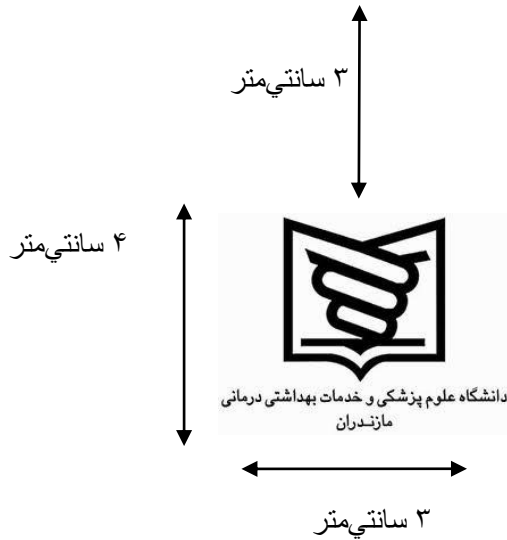 ۳ سانتي‌متر
۴ سانتي‌متر
دانشگاه علوم پزشکی و خدمات بهداشتی درمانی
مازندران
۳ سانتي‌متر